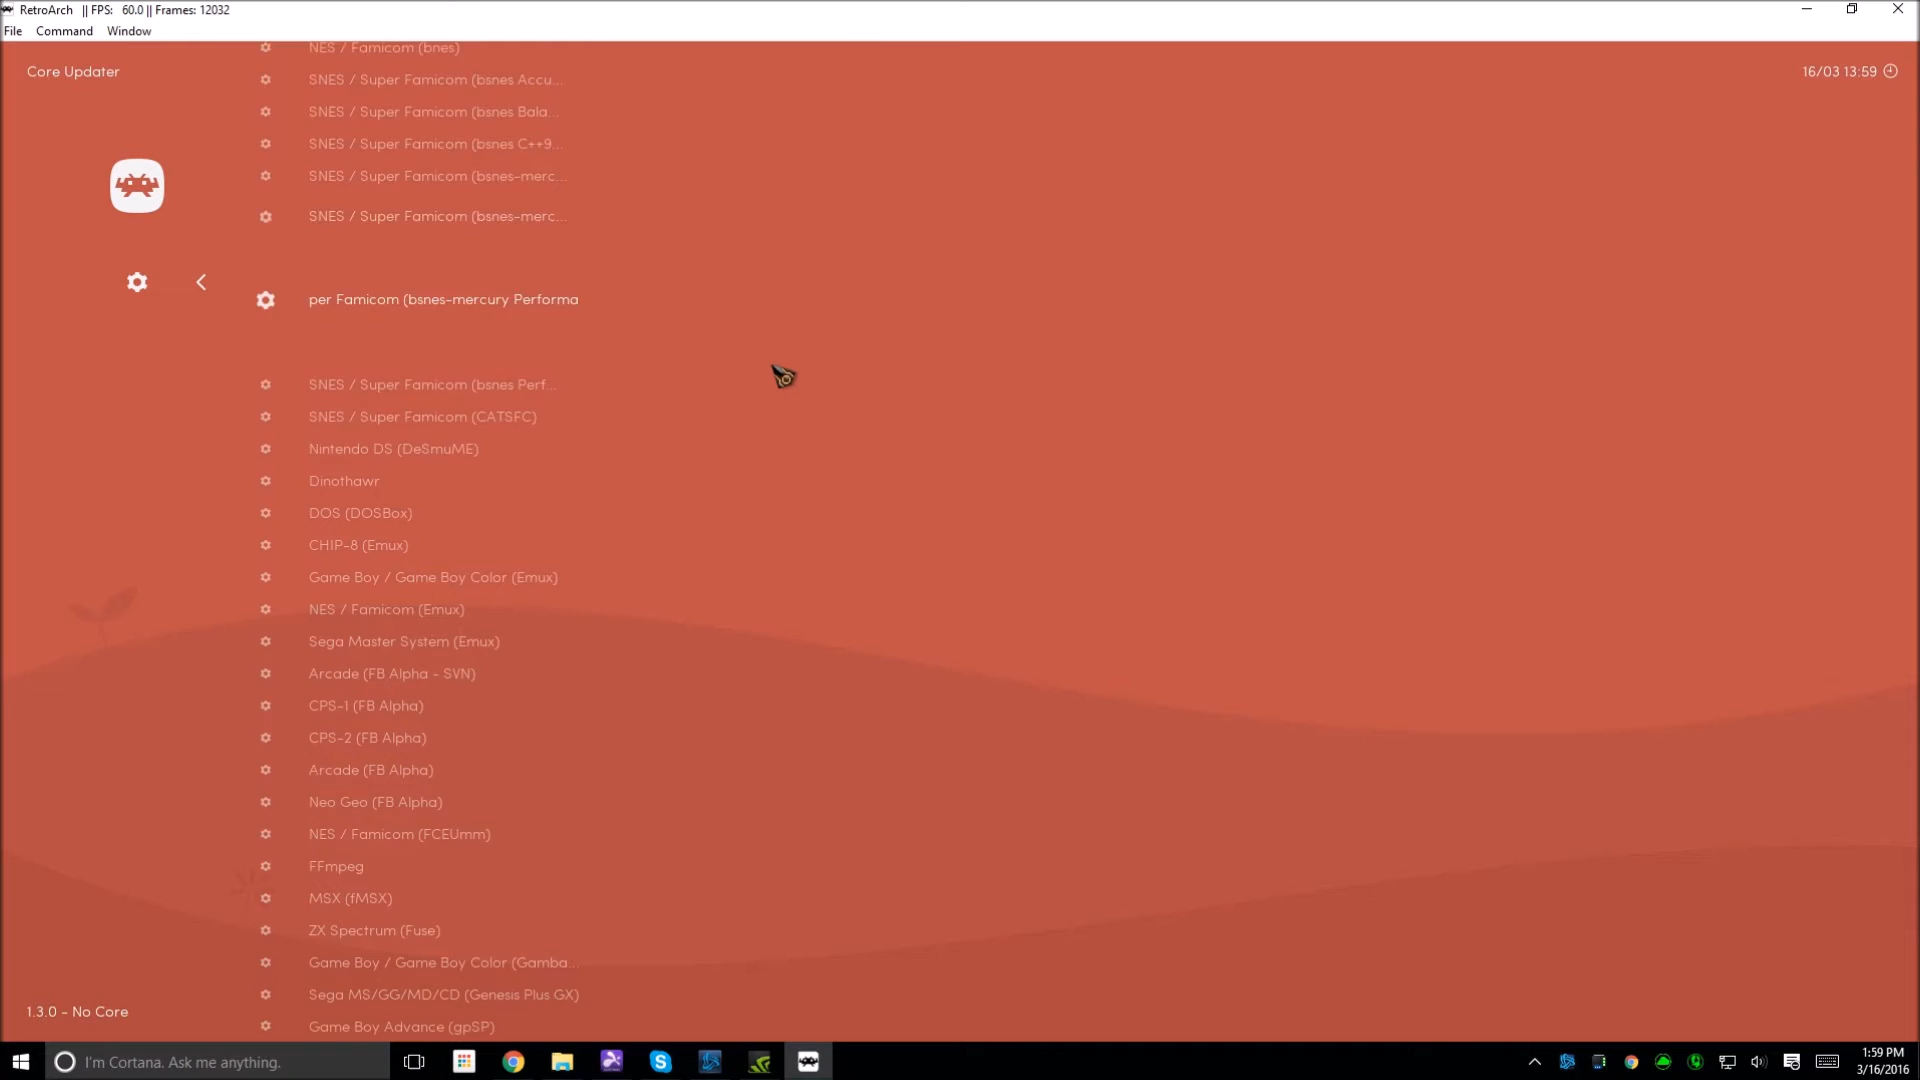 RetroArch || FPS: 60.0 || Frames: 12032
File Command Window
NES / Famicom (bnes)
Core Updater
16/03 13:59
SNES / Super Famicom (bsnes Accu...
SNES / Super Famicom (bsnes Bala...
SNES / Super Famicom (bsnes C++9...
SNES / Super Famicom (bsnes-merc...
SNES / Super Famicom (bsnes-merc...
per Famicom (bsnes-mercury Performa
SNES / Super Famicom (bsnes Perf...
SNES / Super Famicom (CATSFC)
Nintendo DS (DeSmuME)
Dinothawr
DOS (DOSBox)
CHIP-8 (Emux)
Game Boy / Game Boy Color (Emux)
NES / Famicom (Emux)
Sega Master System (Emux)
Arcade (FB Alpha - SVN)
CPS-1 (FB Alpha)
CPS-2 (FB Alpha)
Arcade (FB Alpha)
Neo Geo (FB Alpha)
NES / Famicom (FCEUmm)
FFmpeg
MSX (fMSX)
ZX Spectrum (Fuse)
Game Boy / Game Boy Color (Gamba...
Sega MS/GG/MD/CD (Genesis Plus GX)
Game Boy Advance (gpSP)
1.3.0 - No Core
I'm Cortana. Ask me anything.
1:59 PM
3/16/2016